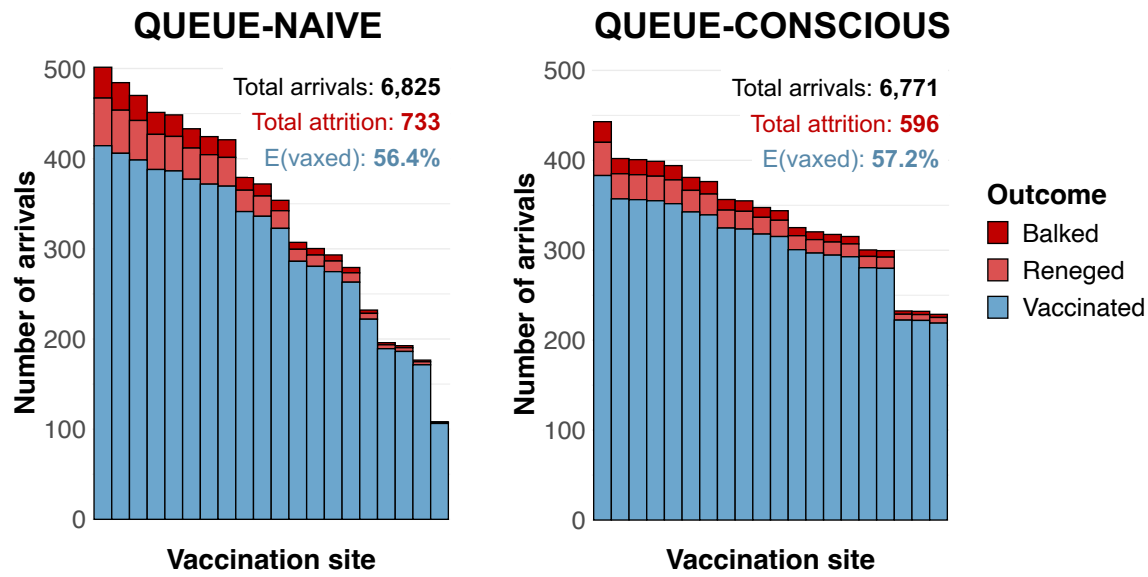 QUEUE-NAIVE
Number of arrivals
500
400
300
200
100
0
Total arrivals: 6,825
Total attrition: 733
E(vaxed): 56.4%
Vaccination site
QUEUE-CONSCIOUS
Number of arrivals
500
400
300
200
100
0
Total arrivals: 6,771
Total attrition: 596
E(vaxed): 57.2%
Vaccination site
Outcome
Balked
Reneged
Vaccinated